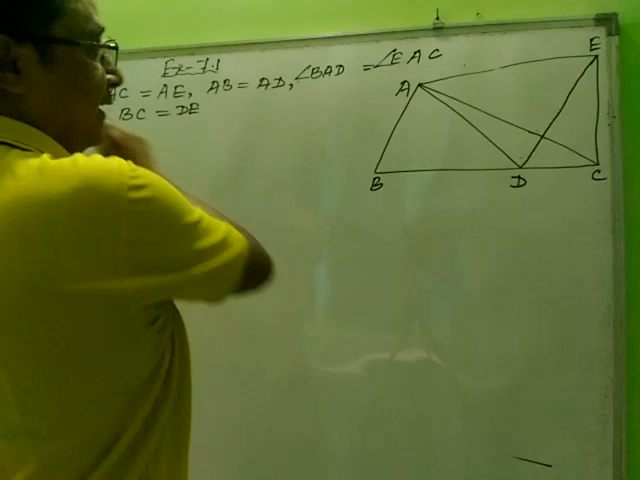 Ex-7.1
AC = AE, AB = AD, ∠BAD = ∠EAC
BC = DE
E
A
B
D
C